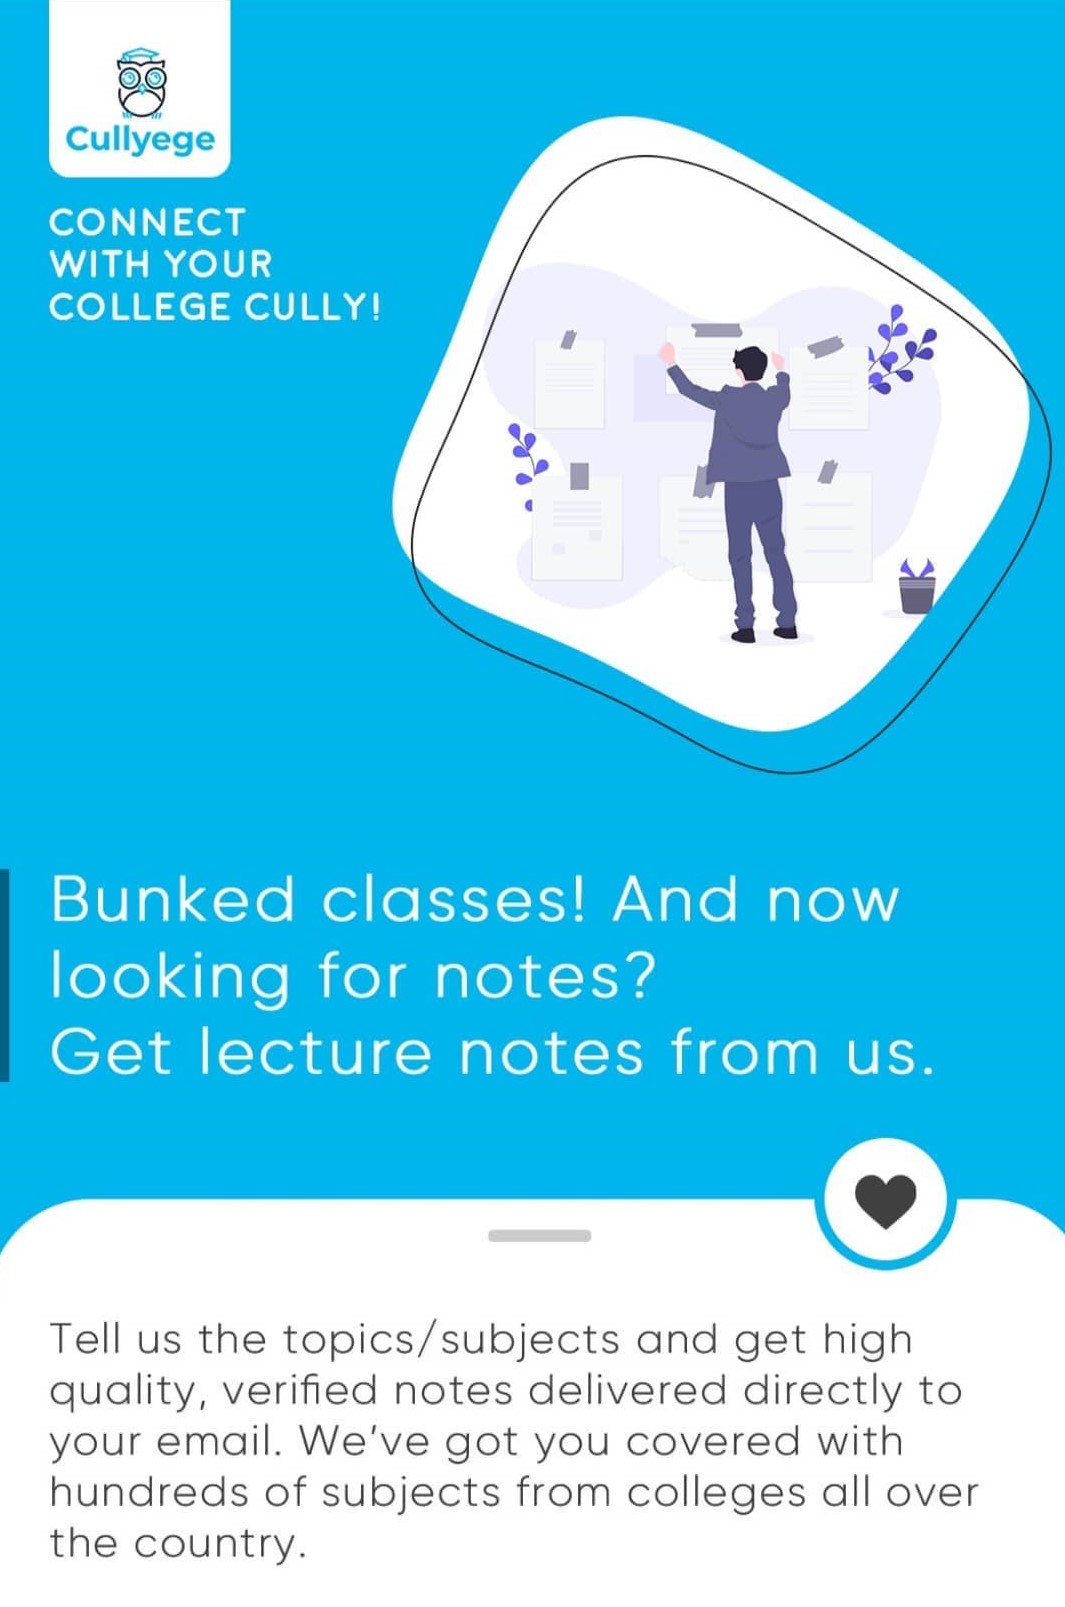 Cullyege
CONNECT
WITH YOUR
COLLEGE CULLY!
Bunked classes! And now
looking for notes?
Get lecture notes from us.
Tell us the topics/subjects and get high
quality, verified notes delivered directly to
your email. We've got you covered with
hundreds of subjects from colleges all over
the country.